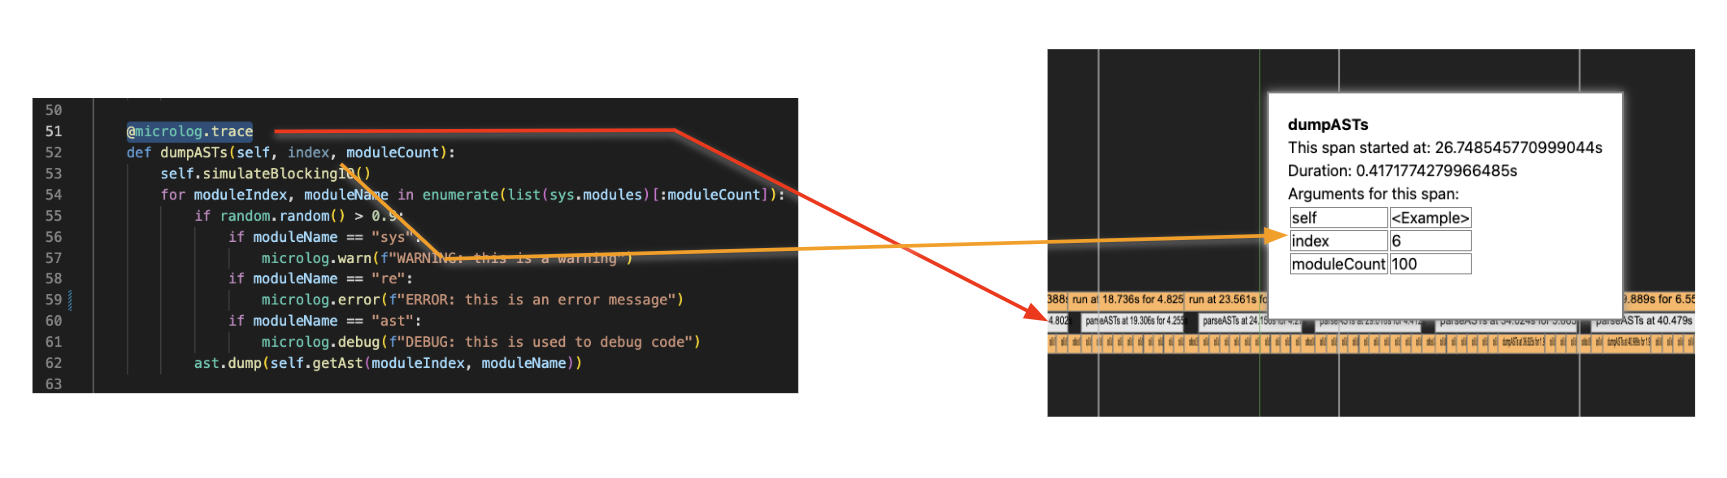 50
51 @microlog.trace
52 def dumpASTs(self, index, moduleCount):
53 self.simulateBlockingIO()
54 for moduleIndex, moduleName in enumerate(list(sys.modules)[:moduleCount]):
55 if random.random() > 0.9:
56 if moduleName == "sys":
57 microlog.warn(f"WARNING: this is a warning")
58 if moduleName == "re":
59 microlog.error(f"ERROR: this is an error message")
60 if moduleName == "ast":
61 microlog.debug(f"DEBUG: this is used to debug code")
62 ast.dump(self.getAst(moduleIndex, moduleName))
63
dumpASTs
This span started at: 26.748545770999044s
Duration: 0.4171774279966485s
Arguments for this span:
self <Example>
index 6
moduleCount 100
388s run at 18.736s for 4.825 run at 23.561s fo 9.889s for 6.55
4.802 parseASTs at 19.306s for 4.255 parseASTs at 24.15 parseASTs at 40.479s